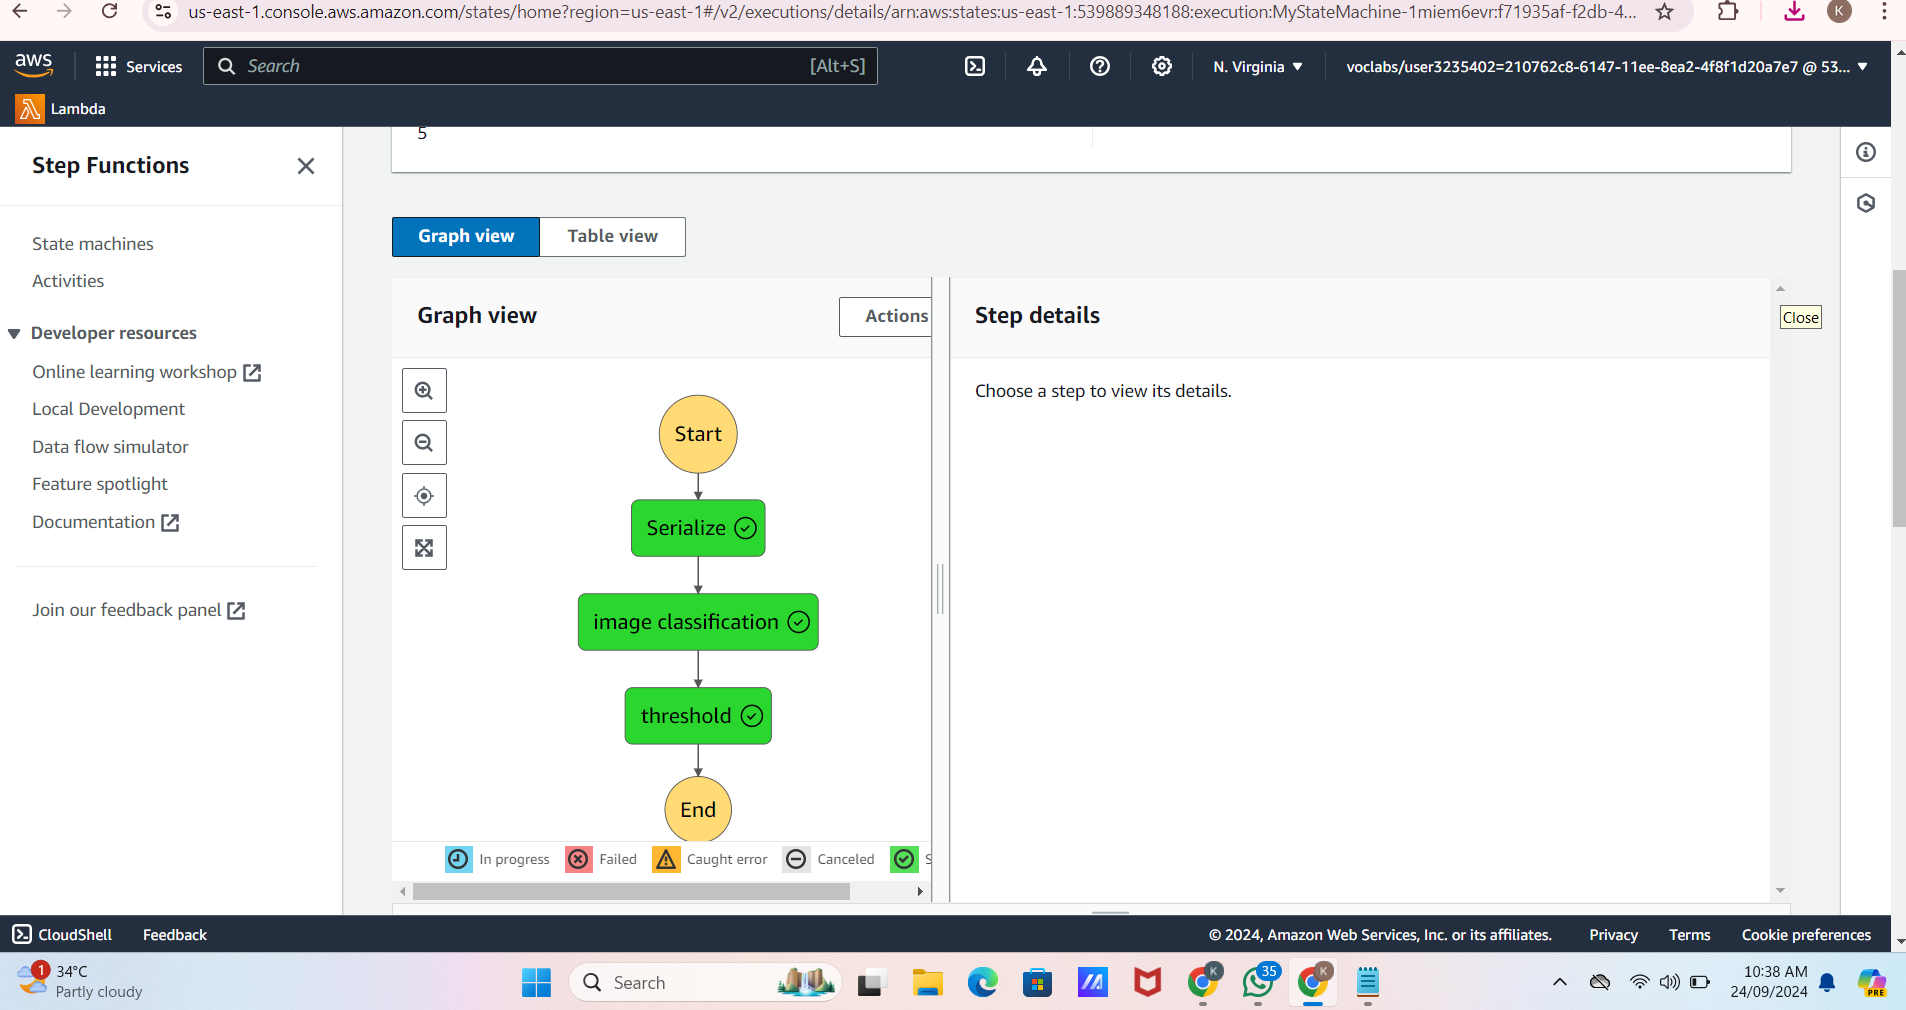 us-east-1.console.aws.amazon.com/states/home?region=us-east-1#/v2/executions/details/arn:aws:states:us-east-1:539889348188:execution:MyStateMachine-1miem6evr:f71935af-f2db-4...
K
aws
Services
Search
[Alt+S]
N. Virginia
voclabs/user3235402=210762c8-6147-11ee-8ea2-4f8f1d20a7e7 @ 53...
Lambda
5
Step Functions
State machines
Activities
Developer resources
Online learning workshop
Local Development
Data flow simulator
Feature spotlight
Documentation
Join our feedback panel
Graph view
Table view
Graph view
Actions
Start
Serialize
image classification
threshold
End
In progress
Failed
Caught error
Canceled
S
Step details
Close
Choose a step to view its details.
CloudShell
Feedback
© 2024, Amazon Web Services, Inc. or its affiliates.
Privacy
Terms
Cookie preferences
1
34°C
Partly cloudy
Search
K
35
K
10:38 AM
24/09/2024
PRE